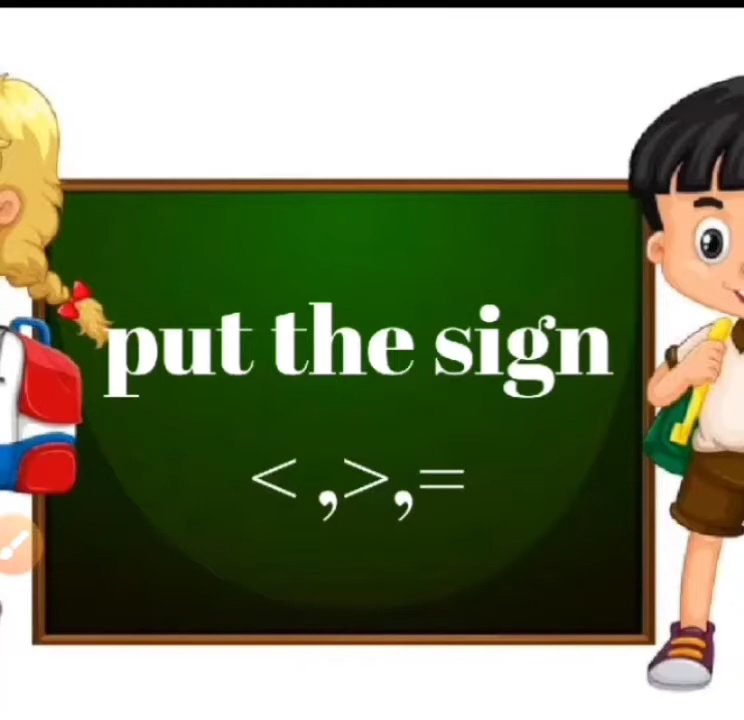 put the sign
< ,>,=